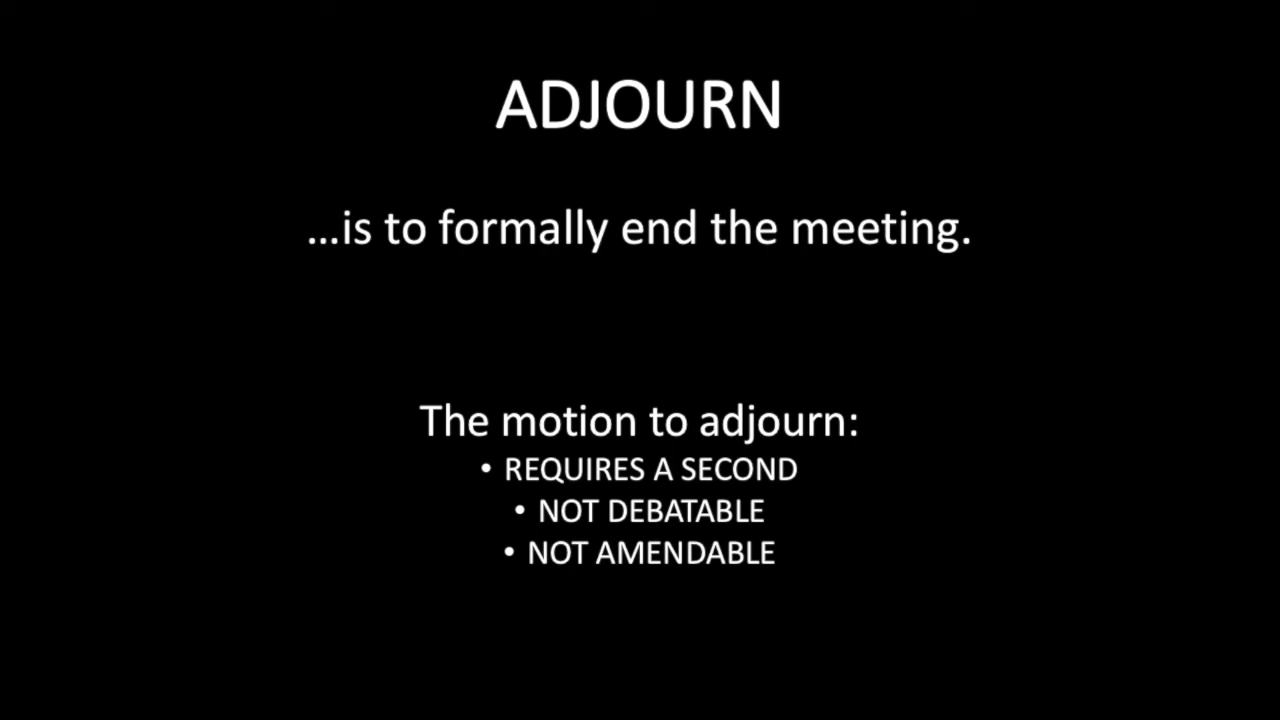 ADJOURN
...is to formally end the meeting.
The motion to adjourn:
• REQUIRES A SECOND
• NOT DEBATABLE
• NOT AMENDABLE